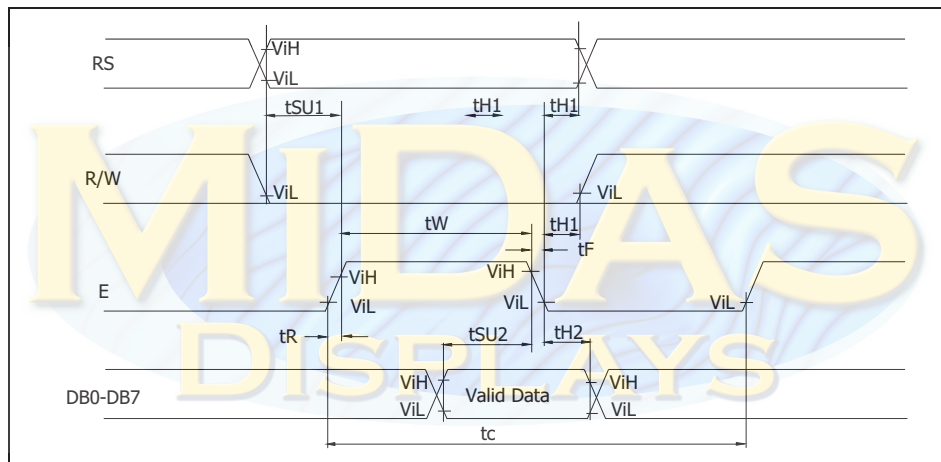 RS
ViH
ViL
tSU1
tH1
tH1
R/W
ViL
ViL
tW
tH1
tF
E
ViH
ViH
ViL
ViL
ViL
tR
tSU2
tH2
DB0-DB7
ViH
ViL
Valid Data
ViH
ViL
tc
MIDAS
DISPLAYS